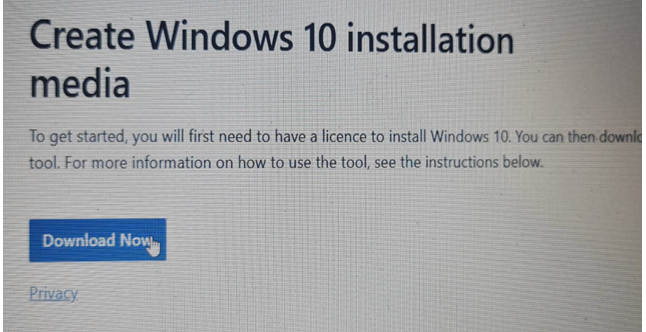 Create Windows 10 installation
media
To get started, you will first need to have a licence to install Windows 10. You can then
tool. For more information on how to use the tool, see the instructions below.
Download Now
Privacy